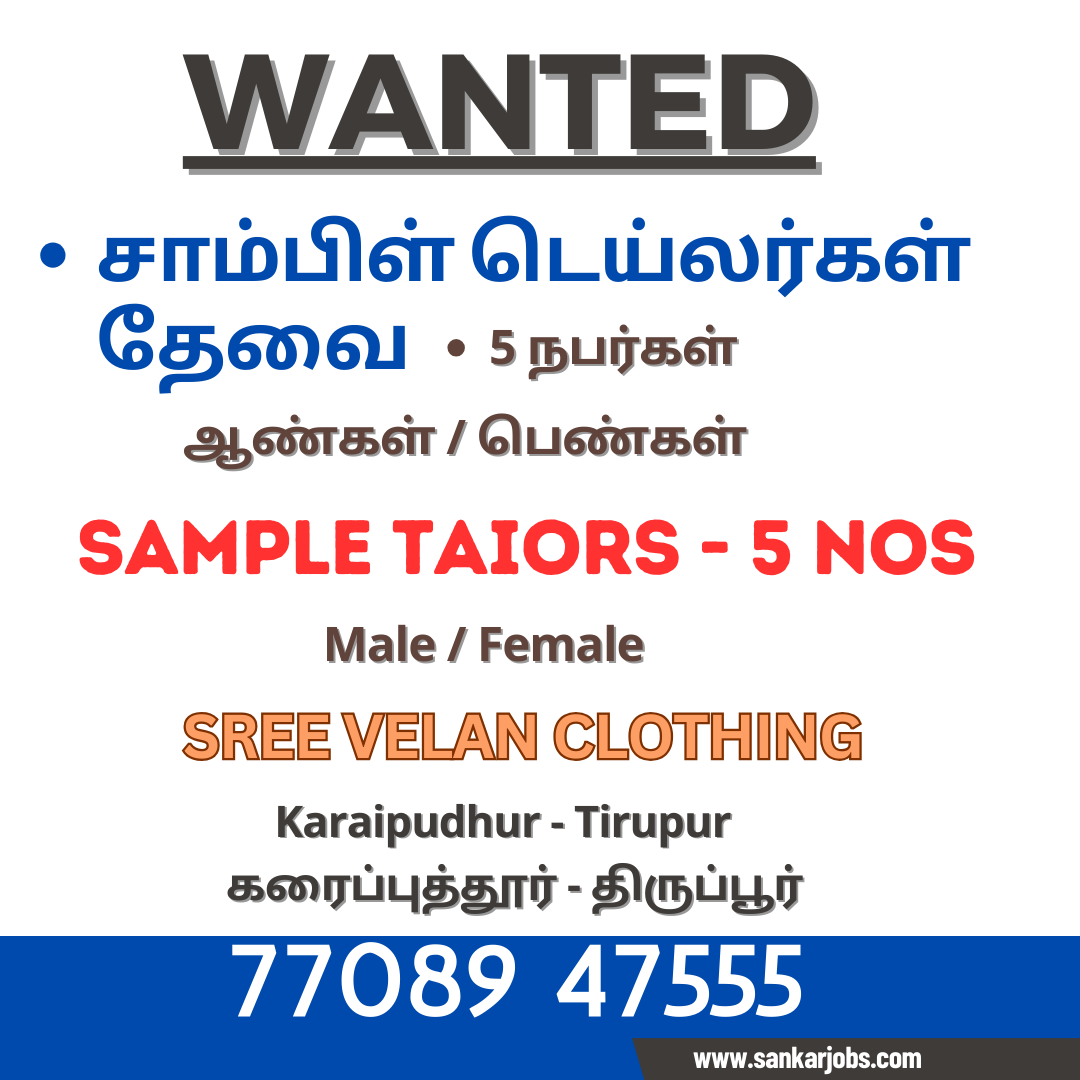 WANTED
• சாம்பிள் டெய்லர்கள்
தேவை • 5 நபர்கள்
ஆண்கள் / பெண்கள்
SAMPLE TAIORS - 5 NOS
Male / Female
SREE VELAN CLOTHING
Karaipudhur - Tirupur
கரைப்புத்தூர் - திருப்பூர்
77089 47555
www.sankarjobs.com